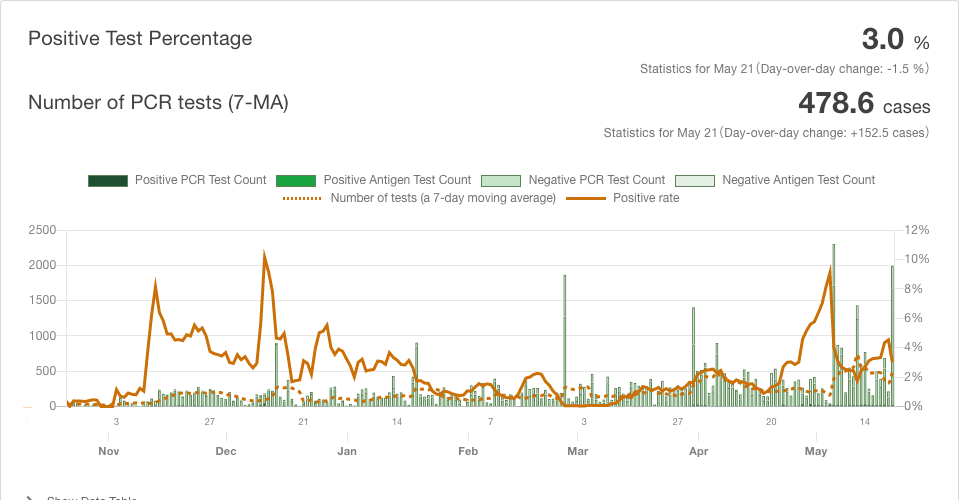 Positive Test Percentage
3.0 %
Statistics for May 21（Day-over-day change: -1.5 %）
Number of PCR tests (7-MA)
478.6 cases
Statistics for May 21（Day-over-day change: +152.5 cases）
Positive PCR Test Count Positive Antigen Test Count Negative PCR Test Count Negative Antigen Test Count
Number of tests (a 7-day moving average) Positive rate
2500 12%
2000 10%
1500 8%
1000 6%
500 4%
0 2%
0%
3 27 21 14 7 3 27 20 14
Nov Dec Jan Feb Mar Apr May
Show Data Table